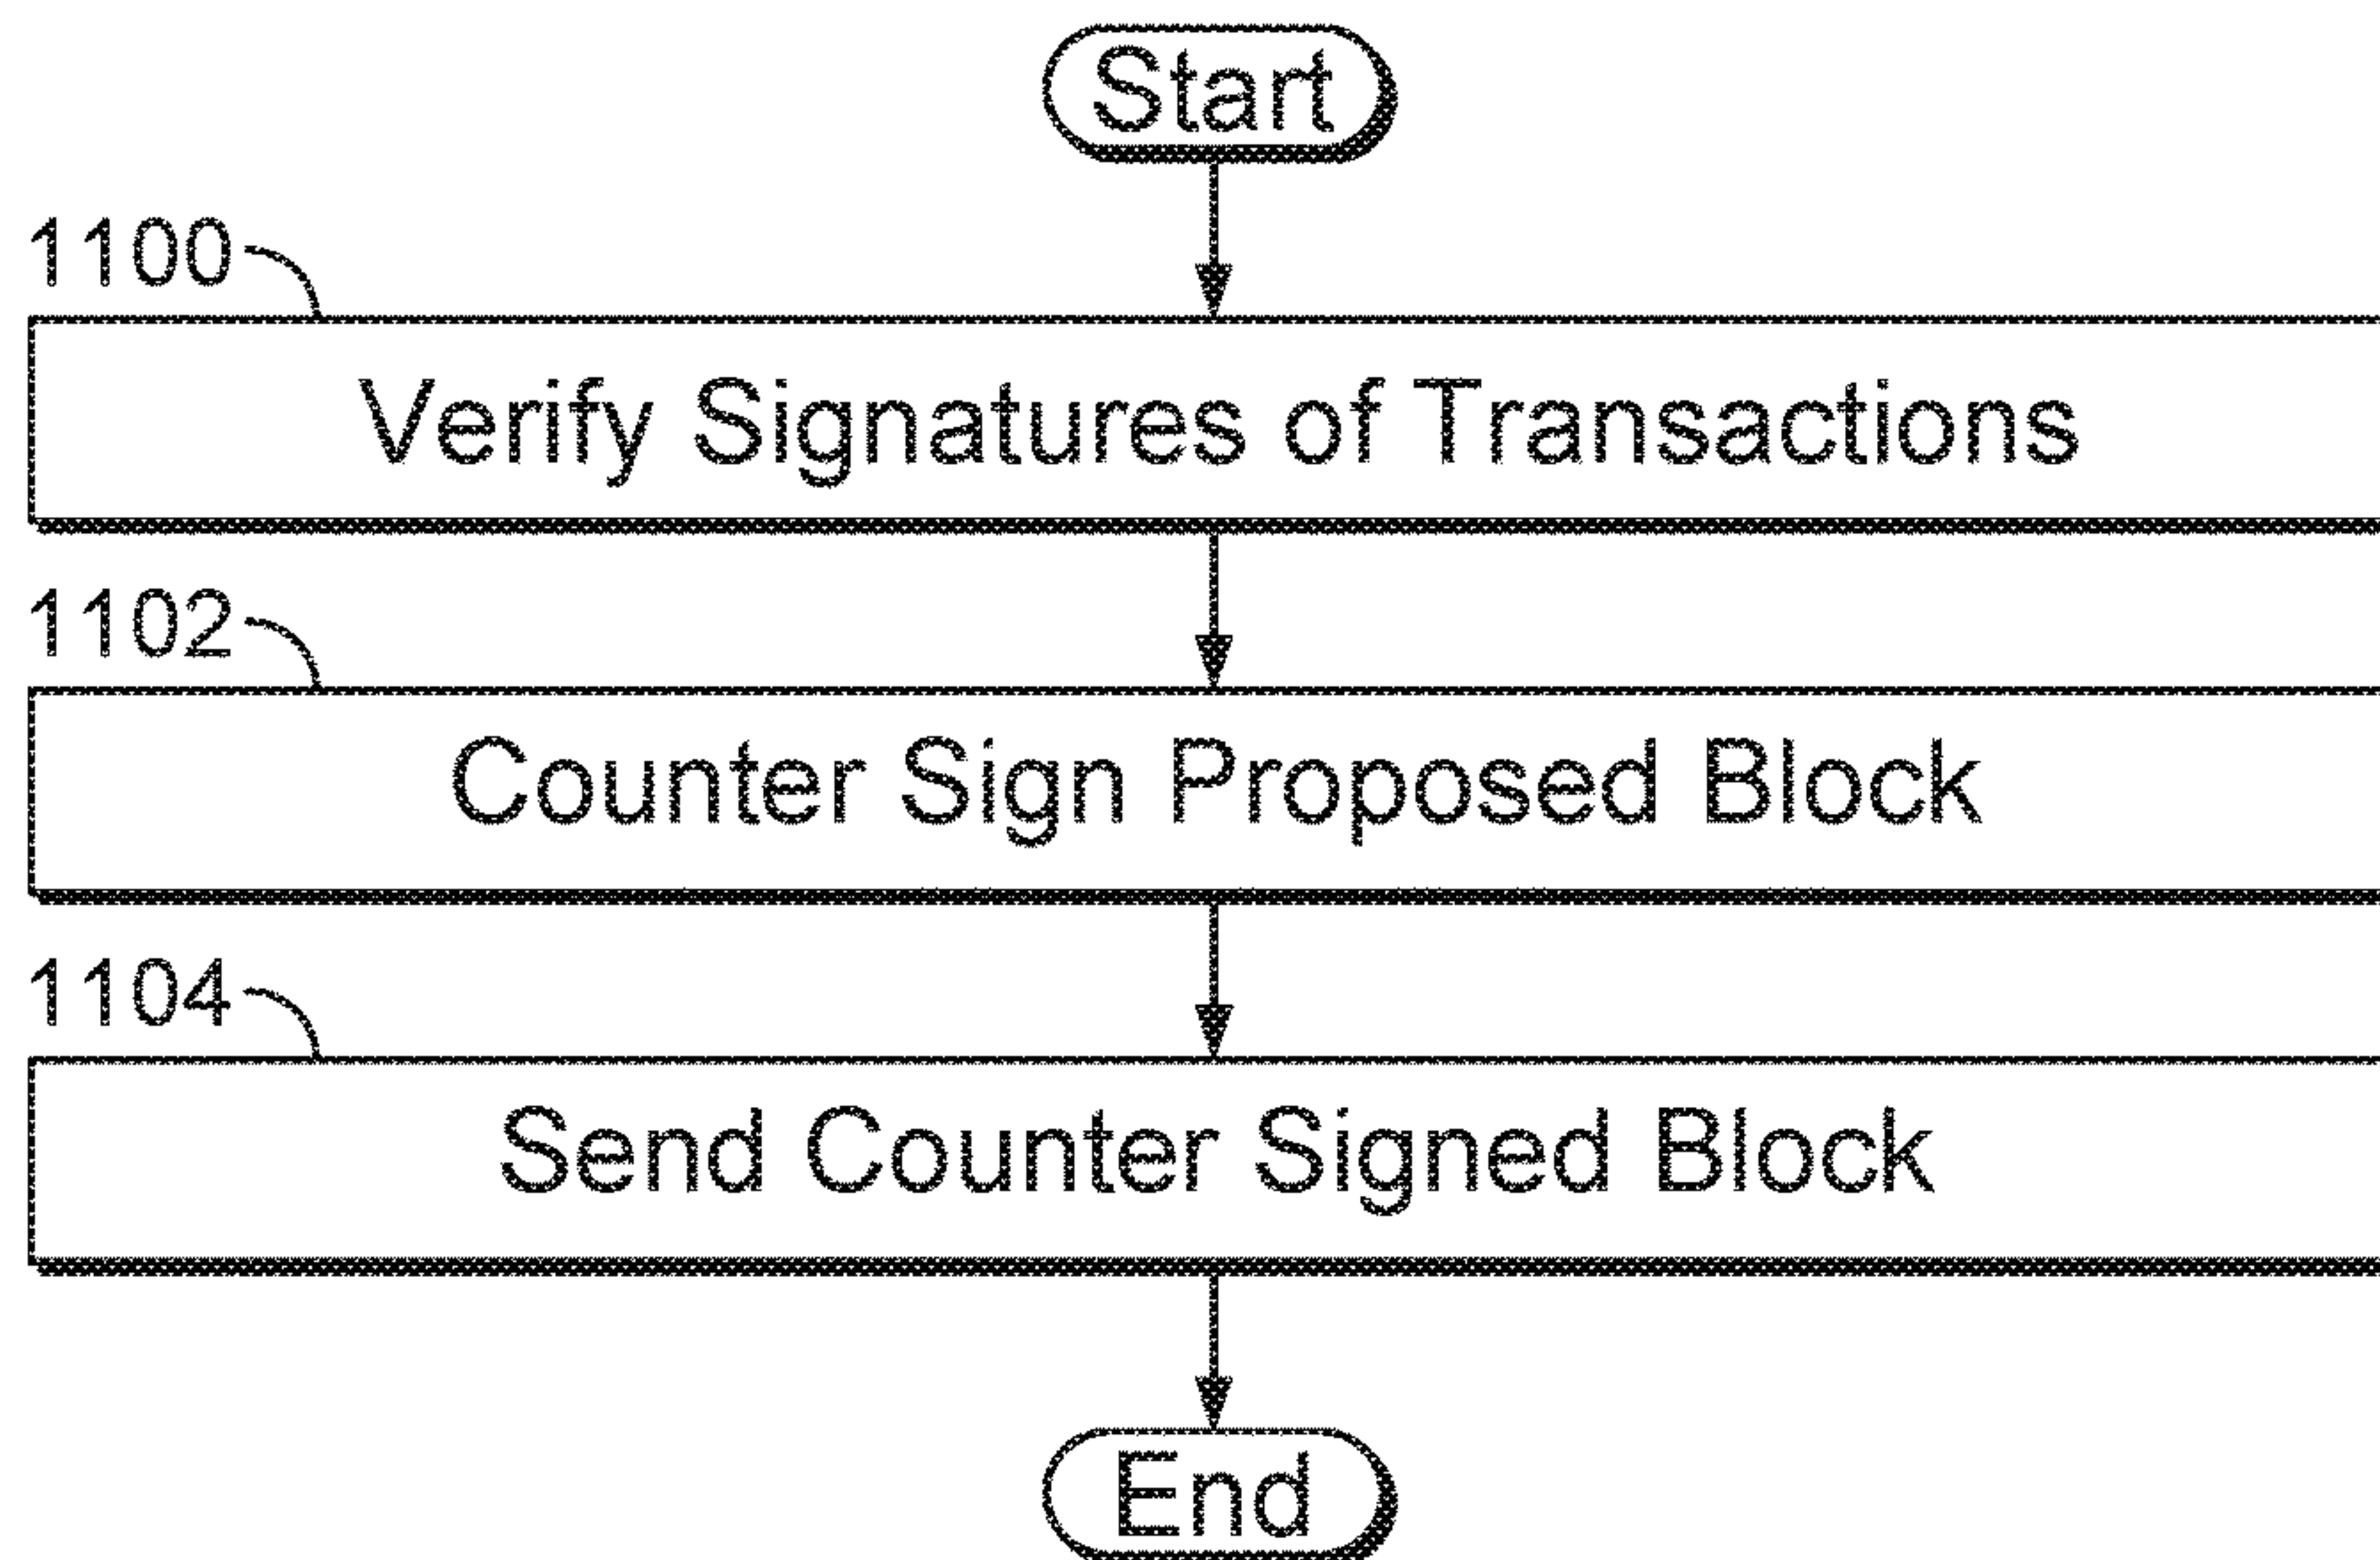 Start
1100
Verify Signatures of Transactions
1102
Counter Sign Proposed Block
1104
Send Counter Signed Block
End